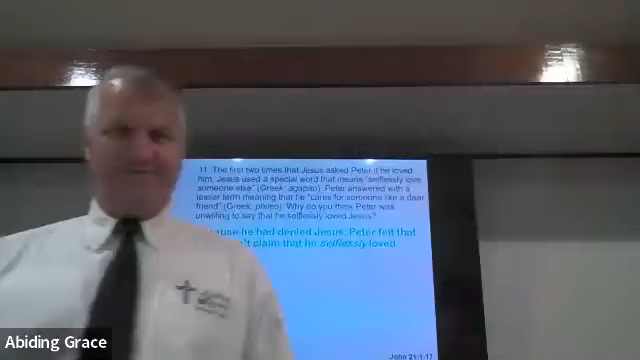 11. The first two times that Jesus asked Peter if he loved
him, Jesus used a special word that means "selflessly love
someone else" (Greek: agapao). Peter answered with a
lesser term meaning that he "cares for someone like a dear
friend" (Greek: phileo). Why do you think Peter was
unwilling to say that he selflessly loved Jesus?
cause he had denied Jesus, Peter felt that
't claim that he selflessly loved
John 21:1-17
Abiding Grace